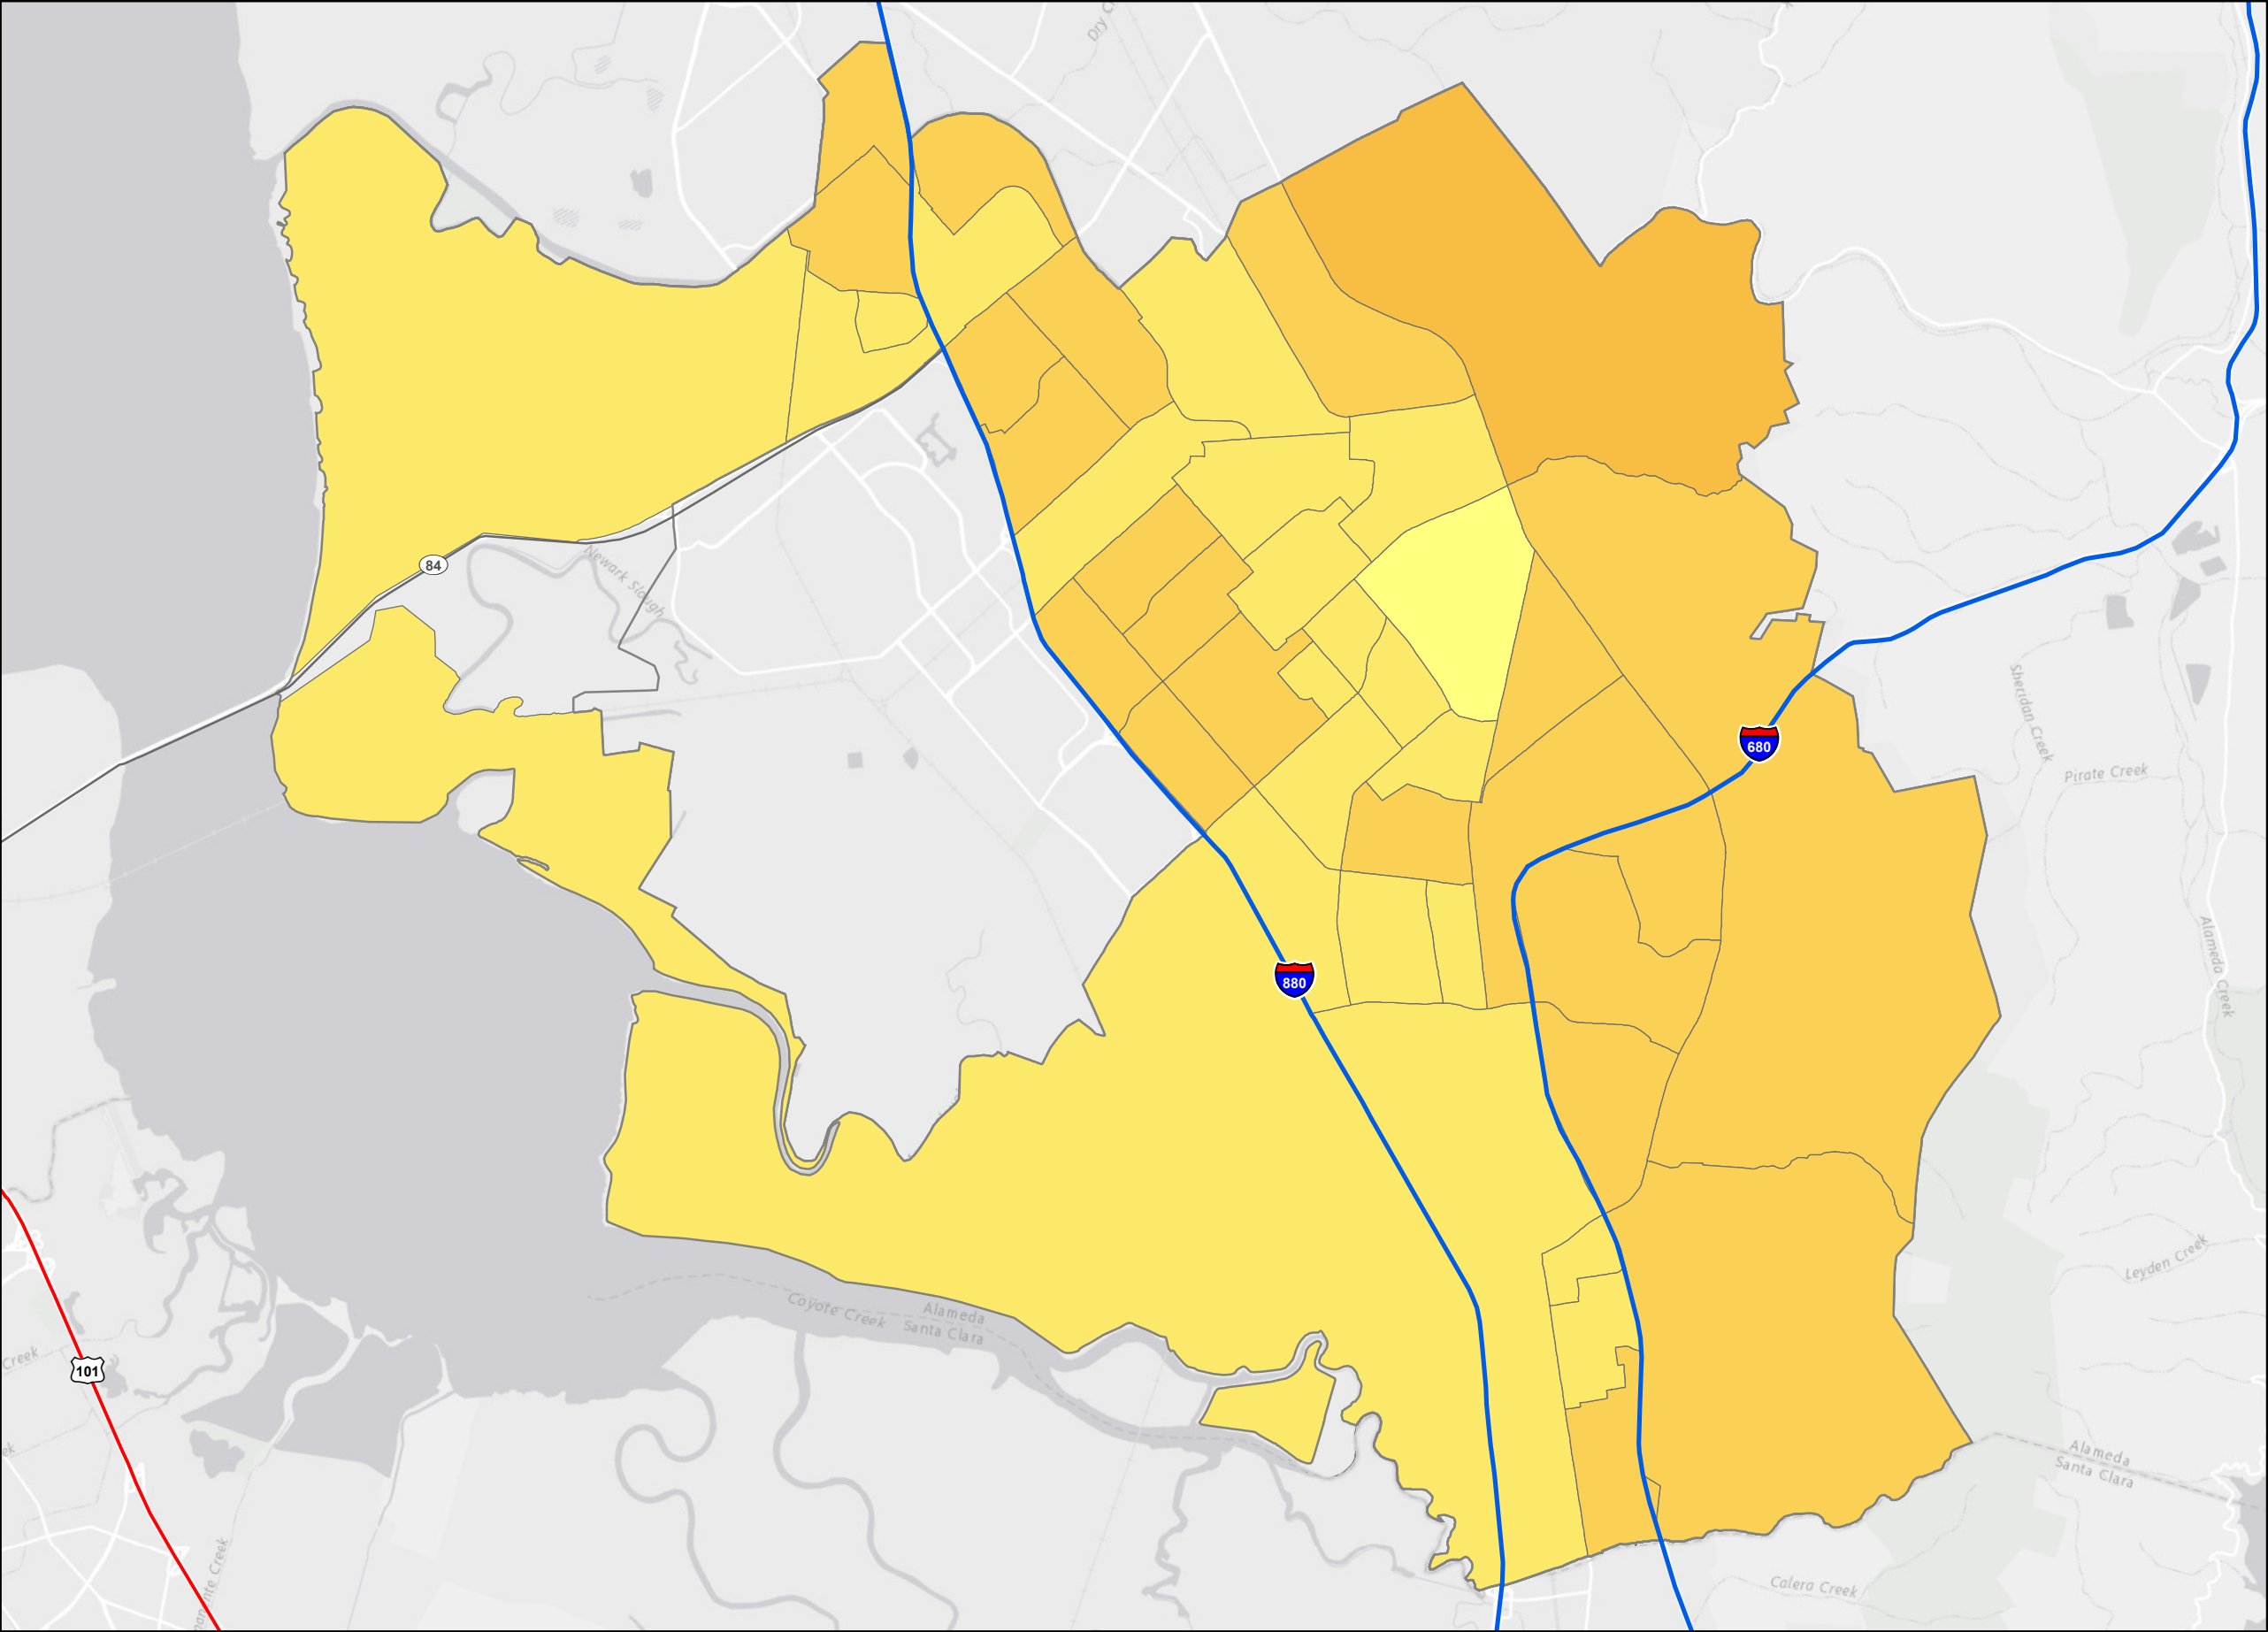 Dry C
84
Newark Slough
680
Sheridan Creek
Pirate Creek
Alameda Creek
880
Leyden Creek
Coyote Creek
Alameda
Santa Clara
101
Creek
Alameda
Santa Clara
Calera Creek